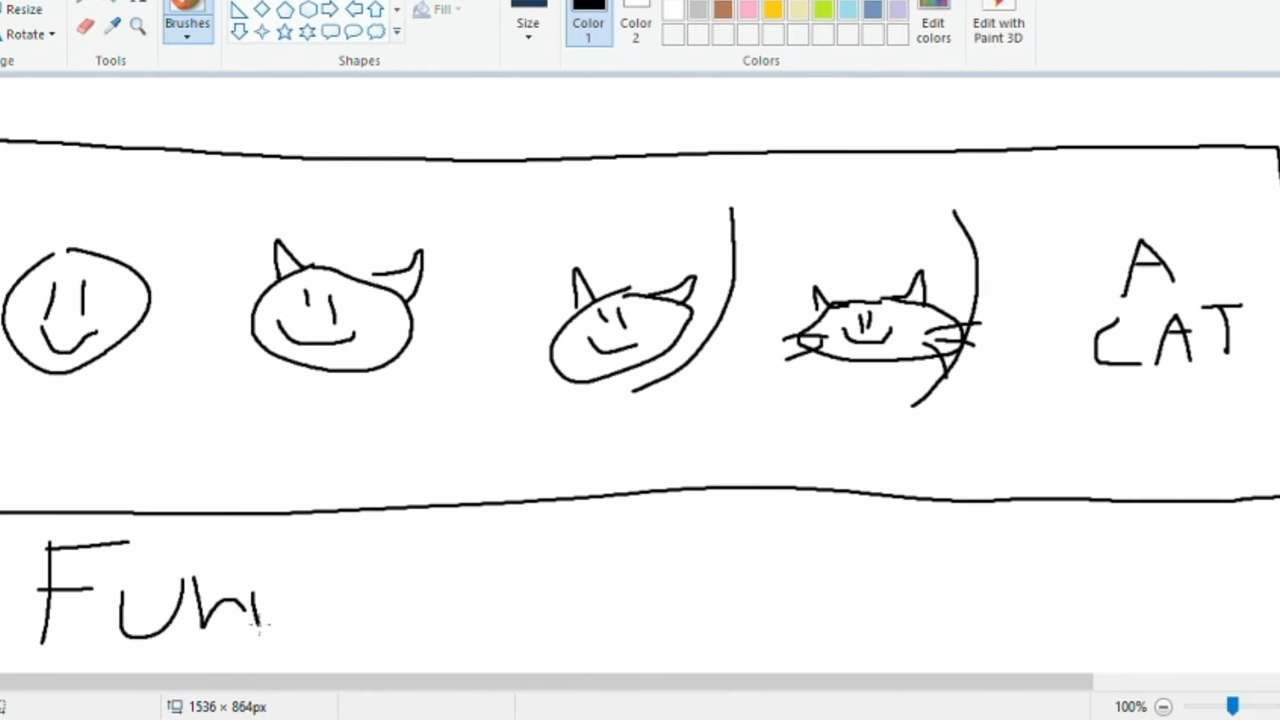 Resize
Rotate
ge
Tools
Brushes
Shapes
Fill
Size
Color 1
Color 2
Colors
Edit colors
Edit with Paint 3D
A
CAT
Fun
1536 × 864px
100%